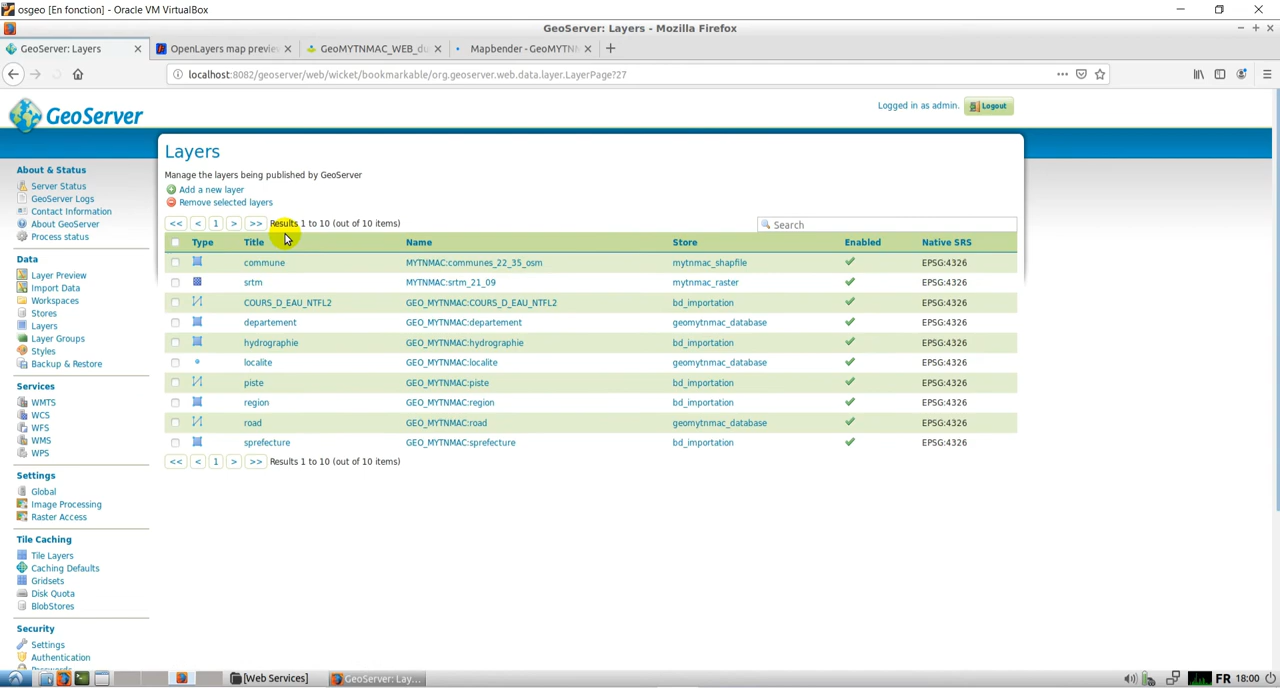 osgeo [En fonction] - Oracle VM VirtualBox
GeoServer: Layers - Mozilla Firefox
GeoServer: Layers
OpenLayers map previe
GeoMYTNMAC_WEB_du
Mapbender - GeoMYTN
localhost:8082/geoserver/web/wicket/bookmarkable/org.geoserver.web.data.layer.LayerPage?27
GeoServer
Logged in as admin. Logout
About & Status
Server Status
GeoServer Logs
Contact Information
About GeoServer
Process status
Data
Layer Preview
Import Data
Workspaces
Stores
Layers
Layer Groups
Styles
Backup & Restore
Services
WMTS
WCS
WFS
WMS
WPS
Settings
Global
Image Processing
Raster Access
Tile Caching
Tile Layers
Caching Defaults
Gridsets
Disk Quota
BlobStores
Security
Settings
Authentication
Passwords
Layers
Manage the layers being published by GeoServer
Add a new layer
Remove selected layers
<< < 1 > >> Results 1 to 10 (out of 10 items) Search
Type Title Name Store Enabled Native SRS
commune MYTNMAC:communes_22_35_osm mytnmac_shapfile EPSG:4326
srtm MYTNMAC:srtm_21_09 mytnmac_raster EPSG:4326
COURS_D_EAU_NTFL2 GEO_MYTNMAC:COURS_D_EAU_NTFL2 bd_importation EPSG:4326
departement GEO_MYTNMAC:departement geomytnmac_database EPSG:4326
hydrographie GEO_MYTNMAC:hydrographie bd_importation EPSG:4326
localite GEO_MYTNMAC:localite geomytnmac_database EPSG:4326
piste GEO_MYTNMAC:piste bd_importation EPSG:4326
region GEO_MYTNMAC:region bd_importation EPSG:4326
road GEO_MYTNMAC:road geomytnmac_database EPSG:4326
sprefecture GEO_MYTNMAC:sprefecture bd_importation EPSG:4326
<< < 1 > >> Results 1 to 10 (out of 10 items)
[Web Services]
GeoServer: Lay...
FR 18:00